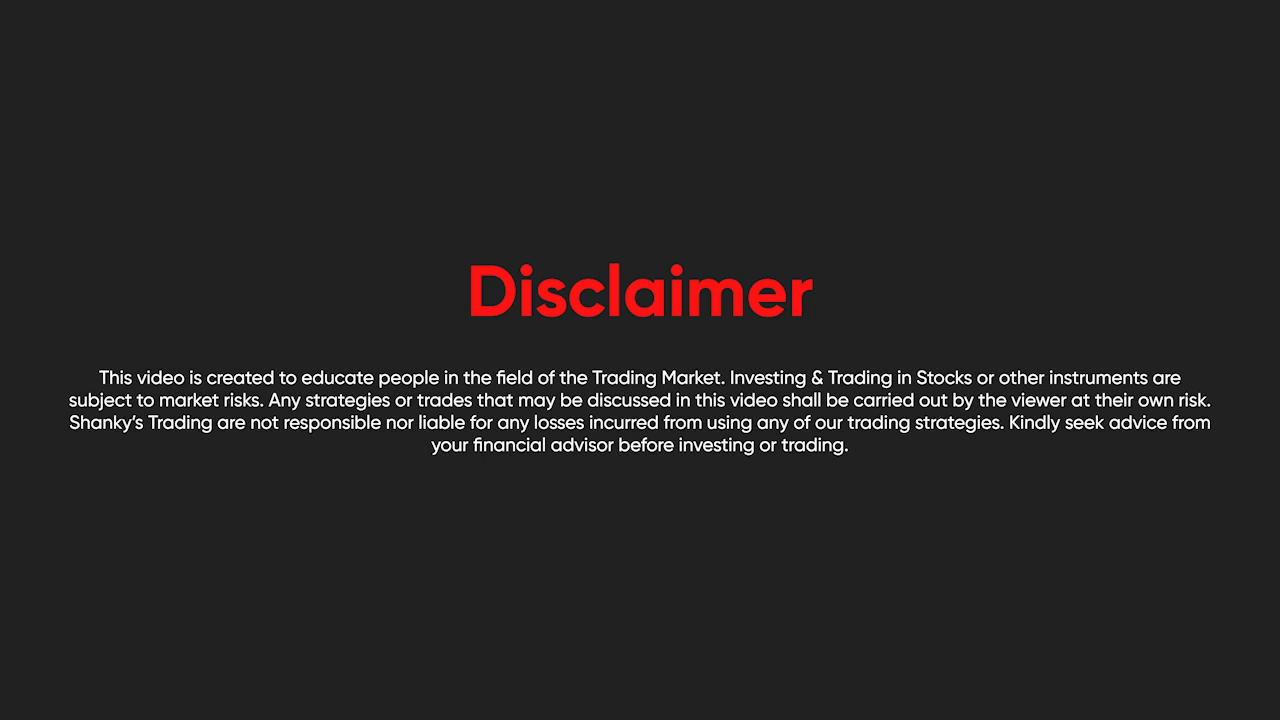 Disclaimer
This video is created to educate people in the field of the Trading Market. Investing & Trading in Stocks or other instruments are
subject to market risks. Any strategies or trades that may be discussed in this video shall be carried out by the viewer at their own risk.
Shanky’s Trading are not responsible nor liable for any losses incurred from using any of our trading strategies. Kindly seek advice from
your financial advisor before investing or trading.